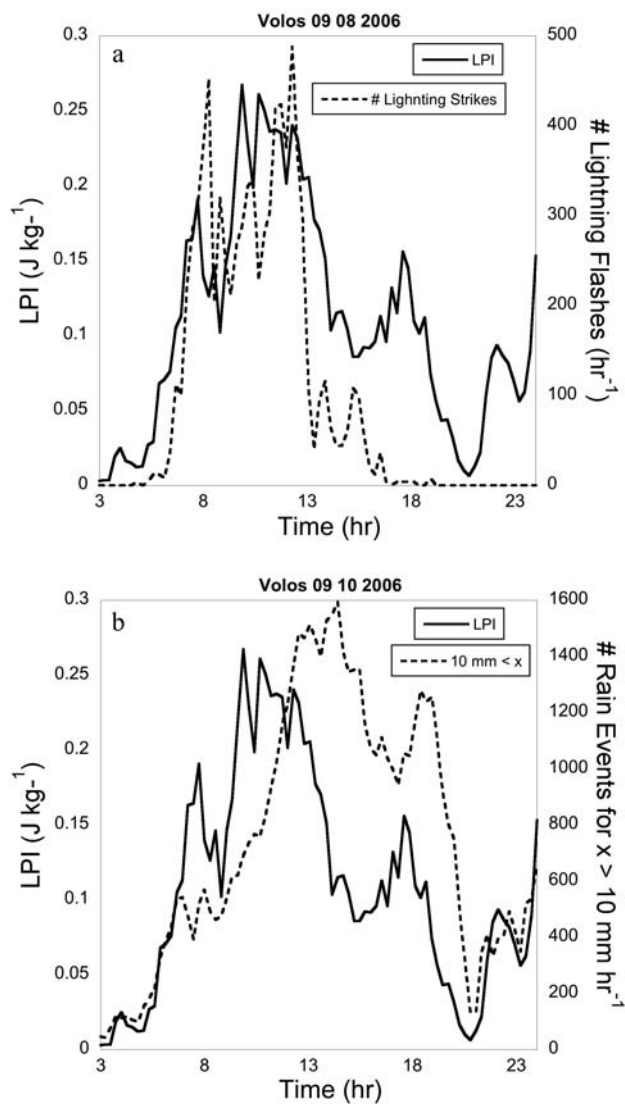 Volos 09 08 2006
a
LPI
# Lighnting Strikes
0.3
0.25
0.2
0.15
0.1
0.05
0
LPI (J kg-¹)
500
400
300
200
100
0
# Lightning Flashes (hr⁻¹)
3 8 13 18 23
Time (hr)
Volos 09 10 2006
b
LPI
10 mm < x
0.3
0.25
0.2
0.15
0.1
0.05
0
LPI (J kg-¹)
1600
1400
1200
1000
800
600
400
200
0
# Rain Events for x > 10 mm hr⁻¹
3 8 13 18 23
Time (hr)